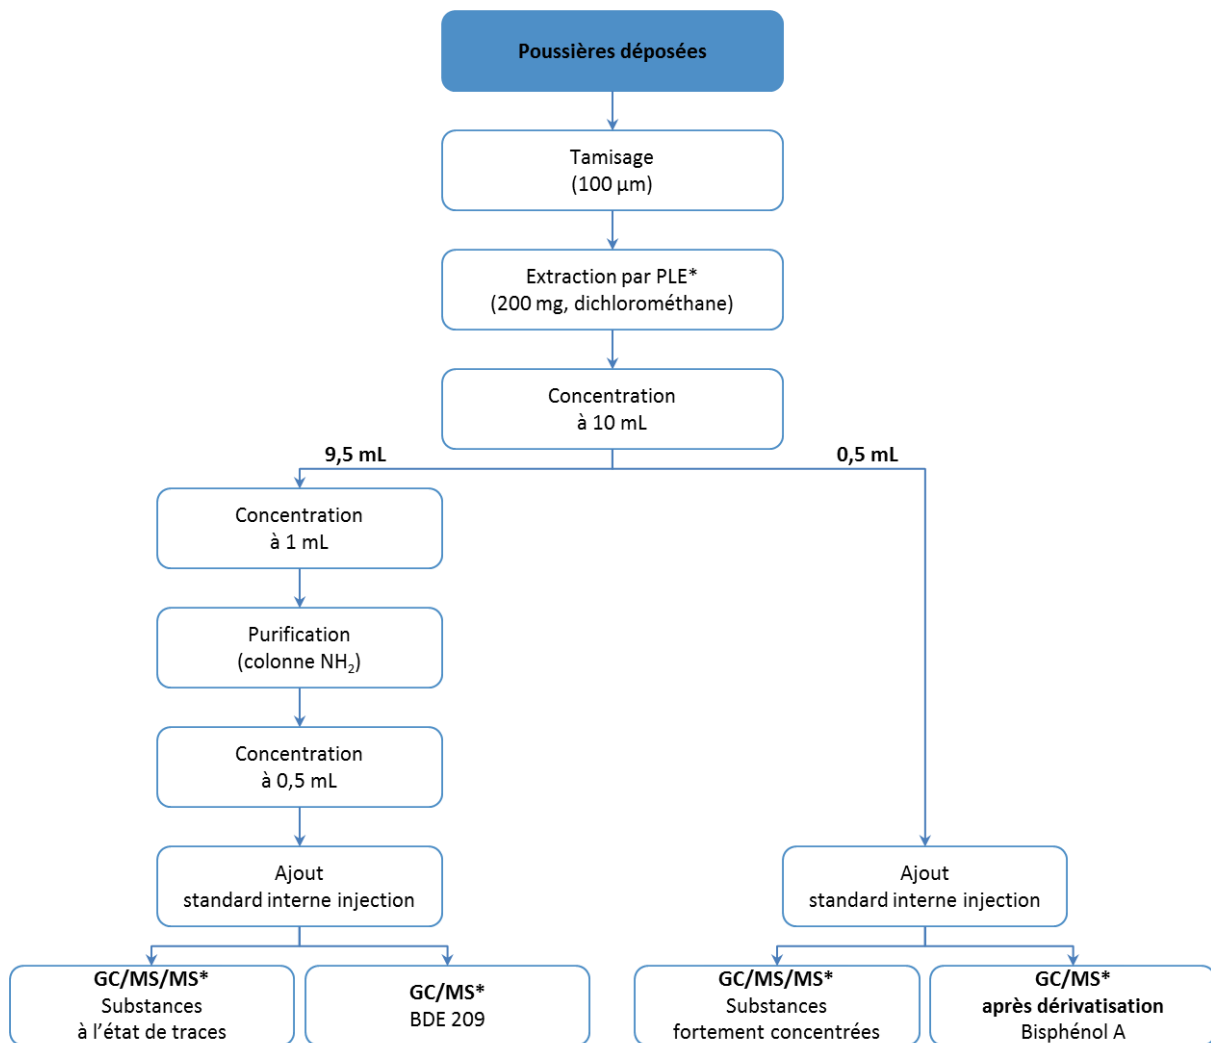 Poussières déposées
Tamisage
(100 µm)
Extraction par PLE*
(200 mg, dichlorométhane)
Concentration
à 10 mL
9,5 mL
0,5 mL
Concentration
à 1 mL
Purification
(colonne NH₂)
Concentration
à 0,5 mL
Ajout
standard interne injection
Ajout
standard interne injection
GC/MS/MS*
Substances
à l’état de traces
GC/MS*
BDE 209
GC/MS/MS*
Substances
fortement concentrées
GC/MS*
après dérivatisation
Bisphénol A